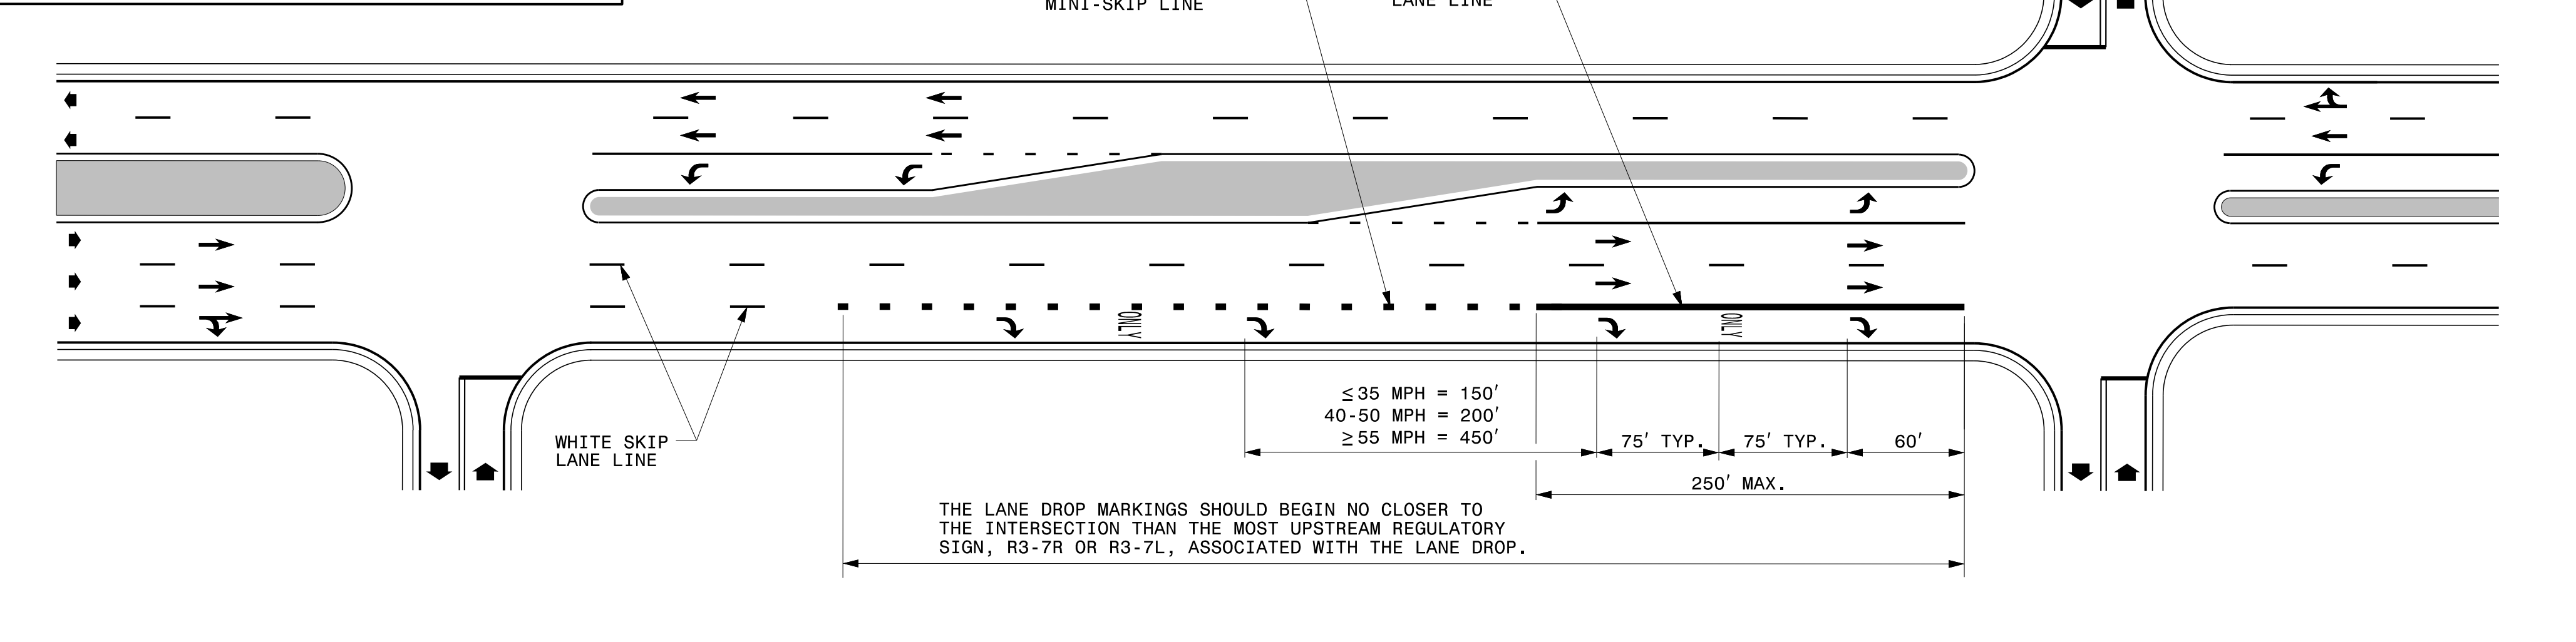 MINI-SKIP LINE
LANE LINE
ONLY
ONLY
≤35 MPH = 150'
40-50 MPH = 200'
≥55 MPH = 450'
75' TYP.
75' TYP.
60'
WHITE SKIP
LANE LINE
250' MAX.
THE LANE DROP MARKINGS SHOULD BEGIN NO CLOSER TO
THE INTERSECTION THAN THE MOST UPSTREAM REGULATORY
SIGN, R3-7R OR R3-7L, ASSOCIATED WITH THE LANE DROP.